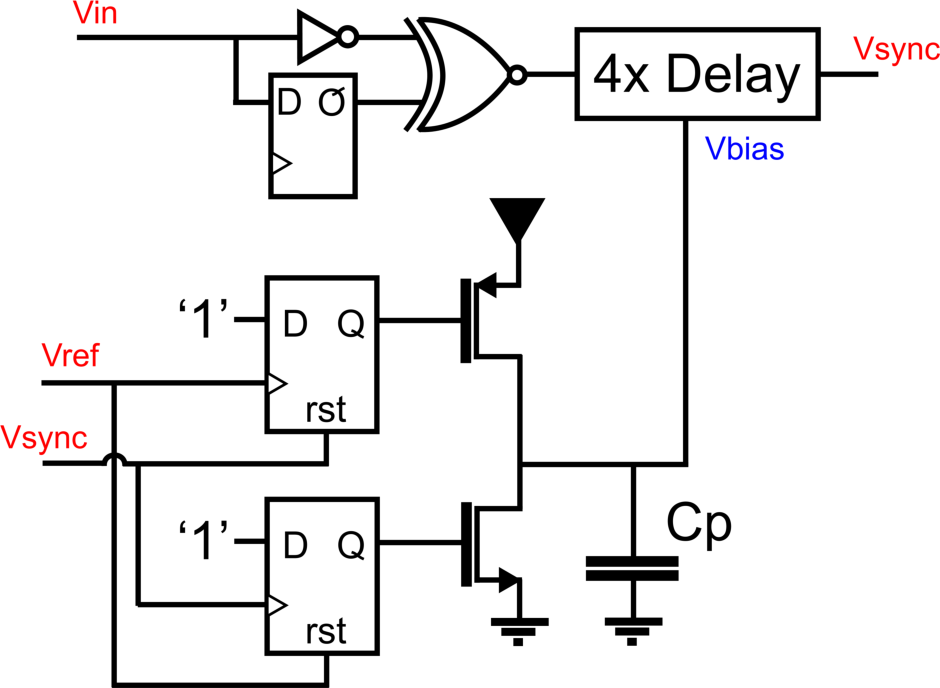 Vin
D Q
4x Delay
Vsync
Vbias
‘1’
D Q
rst
Vref
Vsync
‘1’
D Q
rst
Cp